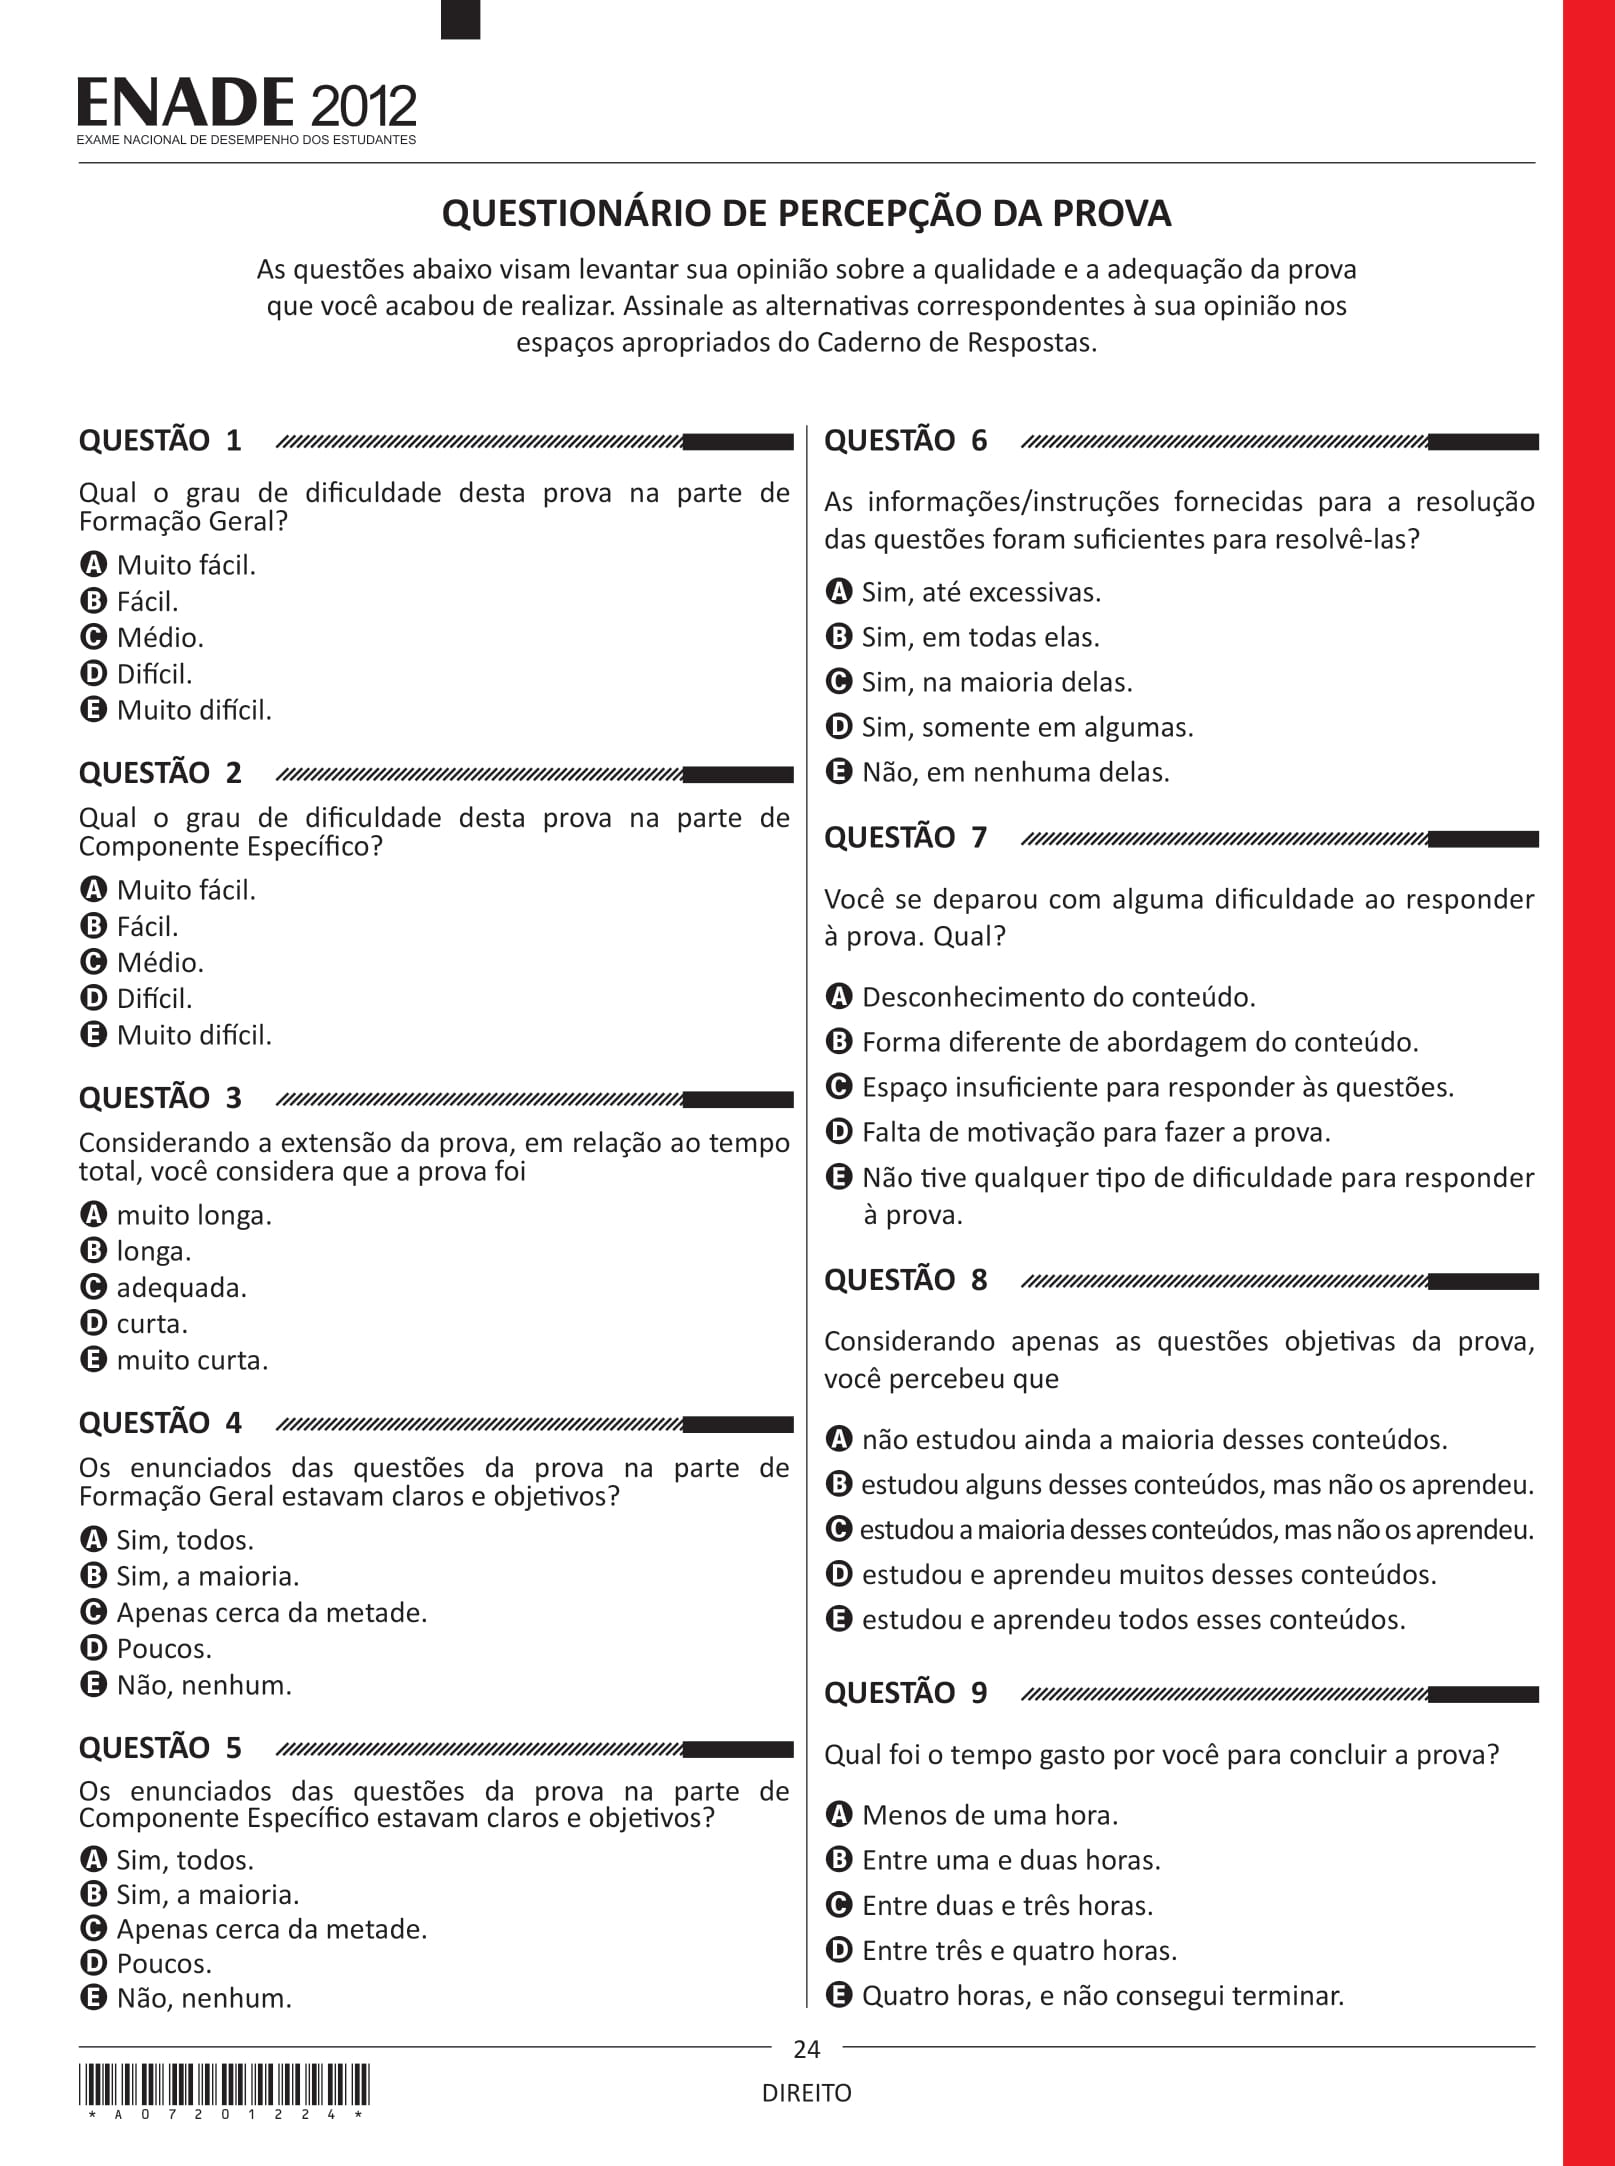 ENADE 2012
EXAME NACIONAL DE DESEMPENHO DOS ESTUDANTES
QUESTIONÁRIO DE PERCEPÇÃO DA PROVA
As questões abaixo visam levantar sua opinião sobre a qualidade e a adequação da prova
que você acabou de realizar. Assinale as alternativas correspondentes à sua opinião nos
espaços apropriados do Caderno de Respostas.
QUESTÃO 1
Qual o grau de dificuldade desta prova na parte de
Formação Geral?
A Muito fácil.
B Fácil.
C Médio.
D Difícil.
E Muito difícil.
QUESTÃO 2
Qual o grau de dificuldade desta prova na parte de
Componente Específico?
A Muito fácil.
B Fácil.
C Médio.
D Difícil.
E Muito difícil.
QUESTÃO 3
Considerando a extensão da prova, em relação ao tempo
total, você considera que a prova foi
A muito longa.
B longa.
C adequada.
D curta.
E muito curta.
QUESTÃO 4
Os enunciados das questões da prova na parte de
Formação Geral estavam claros e objetivos?
A Sim, todos.
B Sim, a maioria.
C Apenas cerca da metade.
D Poucos.
E Não, nenhum.
QUESTÃO 5
Os enunciados das questões da prova na parte de
Componente Específico estavam claros e objetivos?
A Sim, todos.
B Sim, a maioria.
C Apenas cerca da metade.
D Poucos.
E Não, nenhum.
QUESTÃO 6
As informações/instruções fornecidas para a resolução
das questões foram suficientes para resolvê-las?
A Sim, até excessivas.
B Sim, em todas elas.
C Sim, na maioria delas.
D Sim, somente em algumas.
E Não, em nenhuma delas.
QUESTÃO 7
Você se deparou com alguma dificuldade ao responder
à prova. Qual?
A Desconhecimento do conteúdo.
B Forma diferente de abordagem do conteúdo.
C Espaço insuficiente para responder às questões.
D Falta de motivação para fazer a prova.
E Não tive qualquer tipo de dificuldade para responder
à prova.
QUESTÃO 8
Considerando apenas as questões objetivas da prova,
você percebeu que
A não estudou ainda a maioria desses conteúdos.
B estudou alguns desses conteúdos, mas não os aprendeu.
C estudou a maioria desses conteúdos, mas não os aprendeu.
D estudou e aprendeu muitos desses conteúdos.
E estudou e aprendeu todos esses conteúdos.
QUESTÃO 9
Qual foi o tempo gasto por você para concluir a prova?
A Menos de uma hora.
B Entre uma e duas horas.
C Entre duas e três horas.
D Entre três e quatro horas.
E Quatro horas, e não consegui terminar.
24
DIREITO
* A 0 7 2 0 1 2 2 4 *